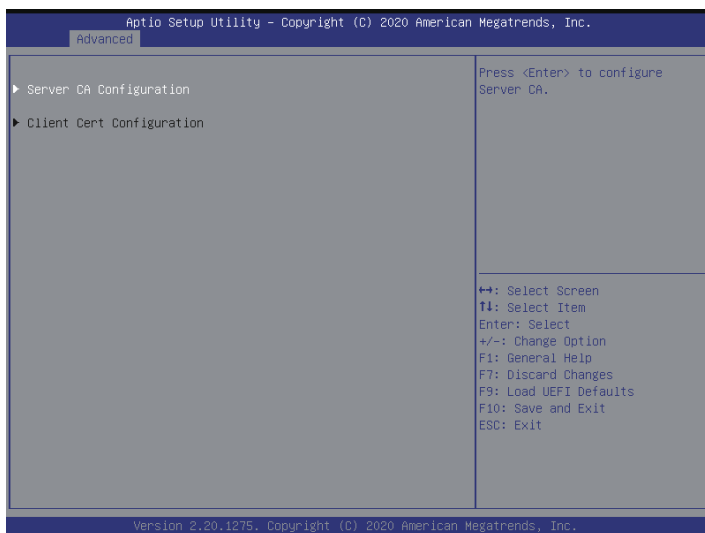 Aptio Setup Utility – Copyright (C) 2020 American Megatrends, Inc.
Advanced
▶ Server CA Configuration
▶ Client Cert Configuration
Press <Enter> to configure
Server CA.
↔: Select Screen
↑↓: Select Item
Enter: Select
+/-: Change Option
F1: General Help
F7: Discard Changes
F9: Load UEFI Defaults
F10: Save and Exit
ESC: Exit
Version 2.20.1275. Copyright (C) 2020 American Megatrends, Inc.